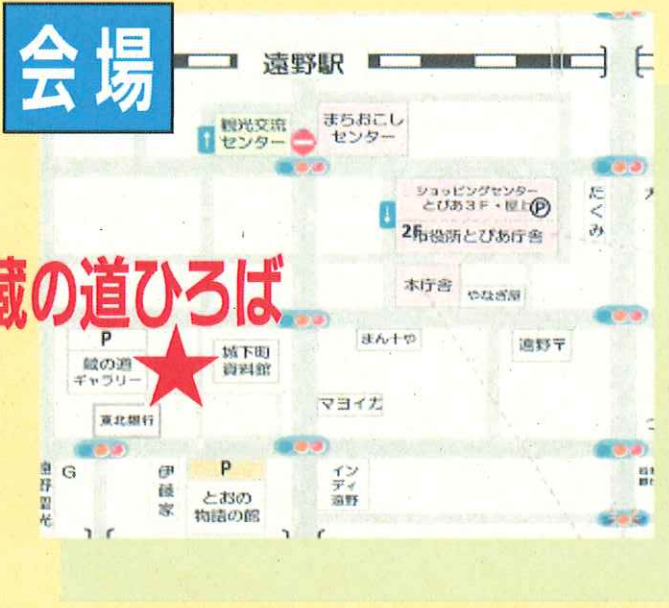 会場
遠野駅
観光交流
センター
まちおこし
センター
ショッピングセンター
とぴあ3F・屋上Ⓟ
2F市役所とぴあ庁舎
たくみ
本庁舎
やなぎ屋
蔵の道ひろば
P
蔵の道
ギャラリー
城下町
資料館
まん十や
遠野〒
東北銀行
マヨイガ
G
伊藤家
P
とおの
物語の館
イン
ディ
遠野